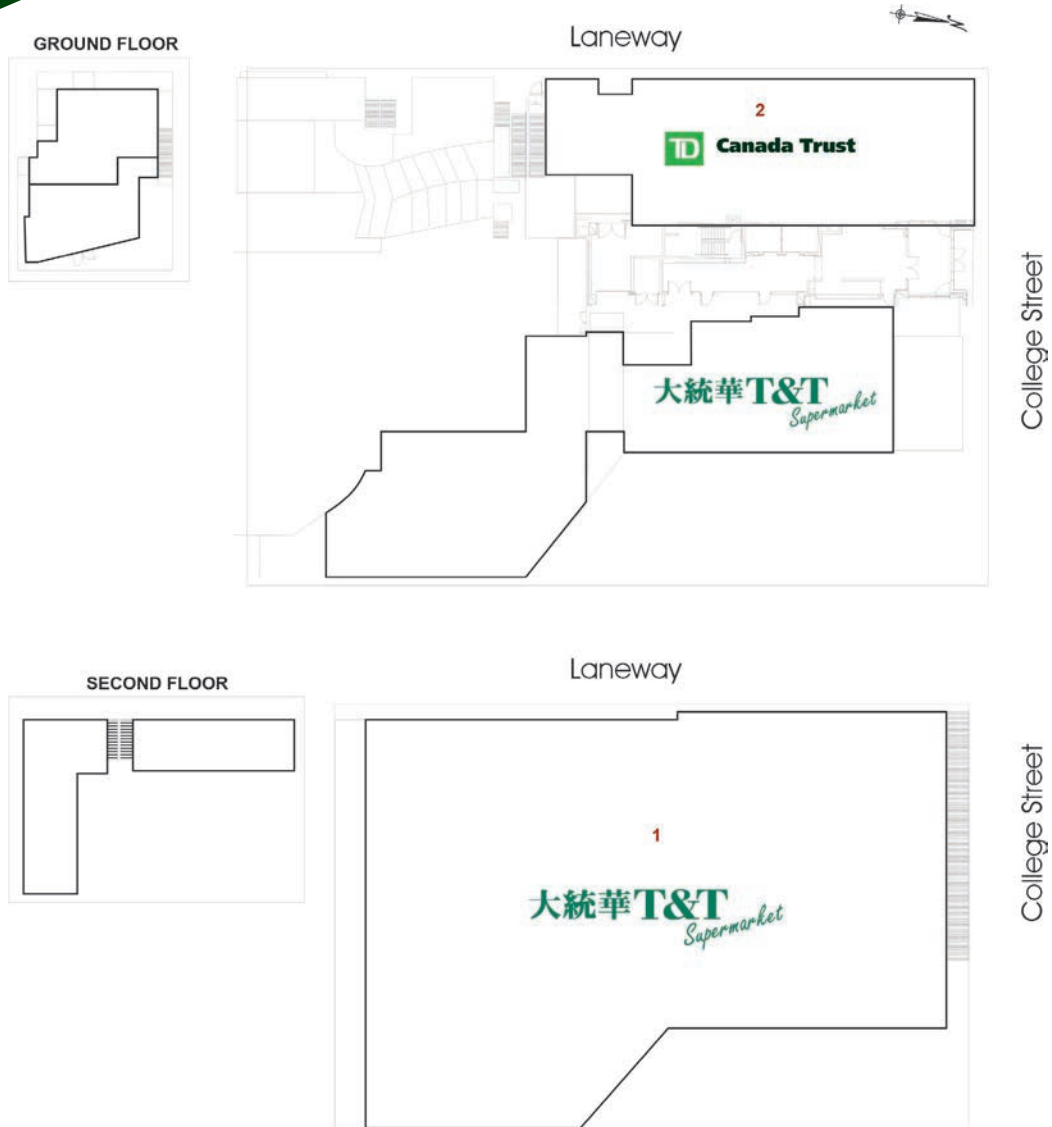 GROUND FLOOR
Laneway
N
2
TD Canada Trust
College Street
大統華T&T
Supermarket
SECOND FLOOR
Laneway
1
大統華T&T
Supermarket
College Street